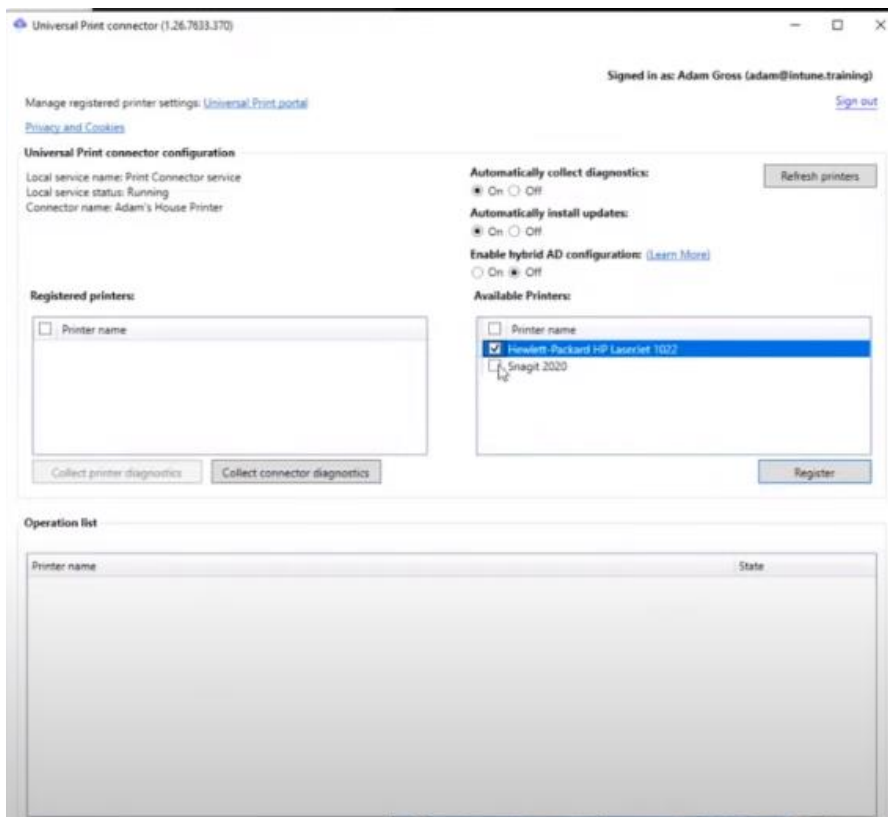 Universal Print connector (1.26.7633.370)
Signed in as: Adam Gross (adam@intune.training)
Manage registered printer settings: Universal Print portal
Sign out
Privacy and Cookies
Universal Print connector configuration
Local service name: Print Connector service
Local service status: Running
Connector name: Adam's House Printer
Automatically collect diagnostics:
On Off
Refresh printers
Automatically install updates:
On Off
Enable hybrid AD configuration: (Learn More)
On Off
Registered printers:
Printer name
Collect printer diagnostics
Collect connector diagnostics
Available Printers:
Printer name
Hewlett-Packard HP LaserJet 1022
Snagit 2020
Register
Operation list
Printer name State